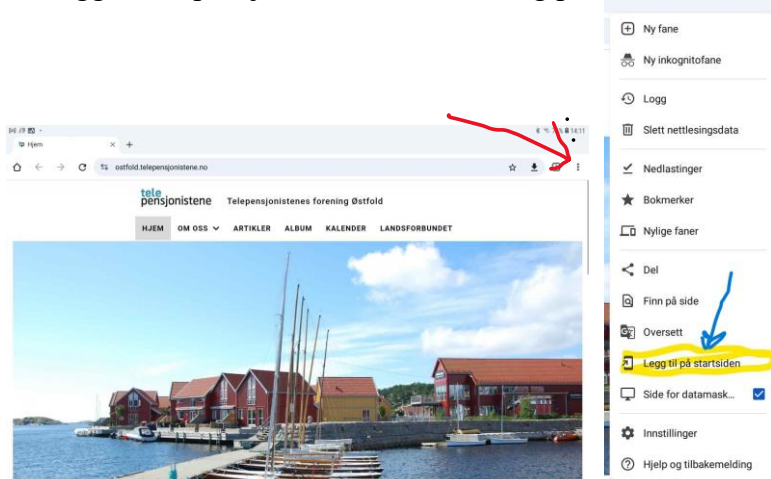 14:11
Hjem
ostfold.telepensjonistene.no
tele
pensjonistene
Telepensjonistenes forening Østfold
HJEM OM OSS ARTIKLER ALBUM KALENDER LANDSFORBUNDET
Ny fane
Ny inkognitofane
Logg
Slett nettlesingsdata
Nedlastinger
Bokmerker
Nylige faner
Del
Finn på side
Oversett
Legg til på startsiden
Side for datamask...
Innstillinger
Hjelp og tilbakemelding